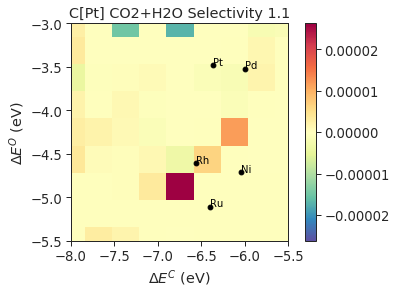 C[Pt] CO2+H2O Selectivity 1.1
ΔE^O (eV)
−3.0
−3.5
−4.0
−4.5
−5.0
−5.5
Pt
Pd
Rh
Ni
Ru
−8.0 −7.5 −7.0 −6.5 −6.0 −5.5
ΔE^C (eV)
0.00002
0.00001
0.00000
−0.00001
−0.00002